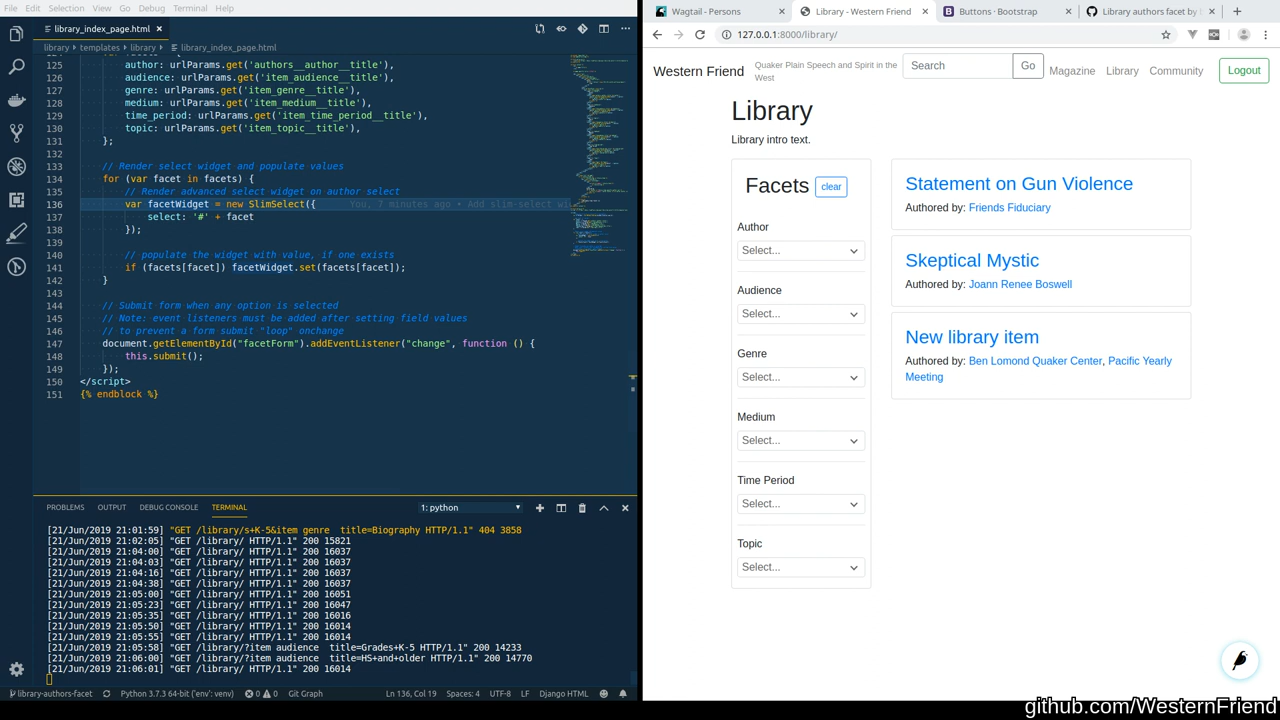 File Edit Selection View Go Debug Terminal Help
library_index_page.html ×
library › templates › library › library_index_page.html
125 author: urlParams.get('authors__author__title'),
126 audience: urlParams.get('item_audience__title'),
127 genre: urlParams.get('item_genre__title'),
128 medium: urlParams.get('item_medium__title'),
129 time_period: urlParams.get('item_time_period__title'),
130 topic: urlParams.get('item_topic__title'),
131 };
132
133 // Render select widget and populate values
134 for (var facet in facets) {
135 // Render advanced select widget on author select
136 var facetWidget = new SlimSelect({ You, 7 minutes ago • Add slim-select wi
137 select: '#' + facet
138 });
139
140 // populate the widget with value, if one exists
141 if (facets[facet]) facetWidget.set(facets[facet]);
142 }
143
144 // Submit form when any option is selected
145 // Note: event listeners must be added after setting field values
146 // to prevent a form submit "loop" onchange
147 document.getElementById("facetForm").addEventListener("change", function () {
148 this.submit();
149 });
150 </script>
151 {% endblock %}
PROBLEMS OUTPUT DEBUG CONSOLE TERMINAL 1: python
[21/Jun/2019 21:01:59] "GET /library/s+K-5&item genre  title=Biography HTTP/1.1" 404 3858
[21/Jun/2019 21:02:05] "GET /library/ HTTP/1.1" 200 15821
[21/Jun/2019 21:04:00] "GET /library/ HTTP/1.1" 200 16037
[21/Jun/2019 21:04:03] "GET /library/ HTTP/1.1" 200 16037
[21/Jun/2019 21:04:16] "GET /library/ HTTP/1.1" 200 16037
[21/Jun/2019 21:04:38] "GET /library/ HTTP/1.1" 200 16037
[21/Jun/2019 21:05:00] "GET /library/ HTTP/1.1" 200 16051
[21/Jun/2019 21:05:23] "GET /library/ HTTP/1.1" 200 16047
[21/Jun/2019 21:05:35] "GET /library/ HTTP/1.1" 200 16016
[21/Jun/2019 21:05:50] "GET /library/ HTTP/1.1" 200 16014
[21/Jun/2019 21:05:55] "GET /library/ HTTP/1.1" 200 16014
[21/Jun/2019 21:05:58] "GET /library/?item audience  title=Grades+K-5 HTTP/1.1" 200 14233
[21/Jun/2019 21:06:00] "GET /library/?item audience  title=HS+and+older HTTP/1.1" 200 14770
[21/Jun/2019 21:06:01] "GET /library/ HTTP/1.1" 200 16014
library-authors-facet Python 3.7.3 64-bit ('env': venv) 0 0 Git Graph Ln 136, Col 19 Spaces: 4 UTF-8 LF Django HTML
Wagtail - Persons × Library - Western Friend × Buttons · Bootstrap × Library authors facet by ×
127.0.0.1:8000/library/
Western Friend Quaker Plain Speech and Spirit in the West Search Go Magazine Library Community Logout
Library
Library intro text.
Facets clear
Author
Select...
Audience
Select...
Genre
Select...
Medium
Select...
Time Period
Select...
Topic
Select...
Statement on Gun Violence
Authored by: Friends Fiduciary
Skeptical Mystic
Authored by: Joann Renee Boswell
New library item
Authored by: Ben Lomond Quaker Center, Pacific Yearly
Meeting
github.com/WesternFriend